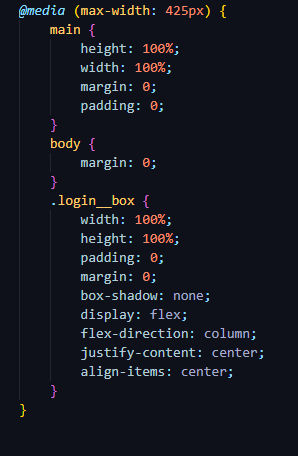 @media (max-width: 425px) {
    main {
        height: 100%;
        width: 100%;
        margin: 0;
        padding: 0;
    }
    body {
        margin: 0;
    }
    .login__box {
        width: 100%;
        height: 100%;
        padding: 0;
        margin: 0;
        box-shadow: none;
        display: flex;
        flex-direction: column;
        justify-content: center;
        align-items: center;
    }
}